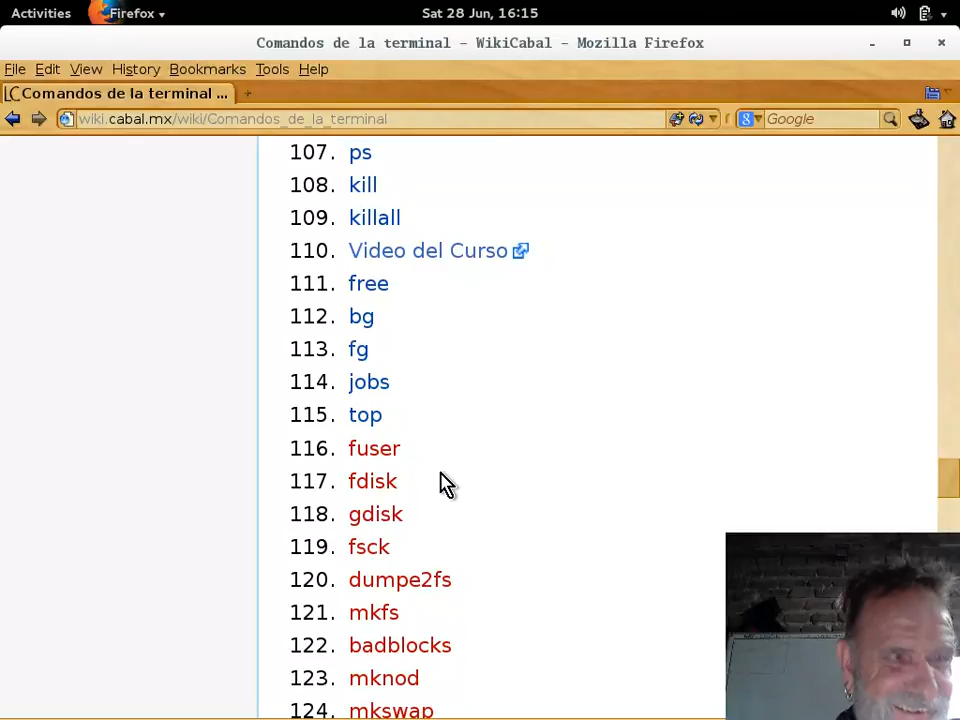 Activities Firefox Sat 28 Jun, 16:15
Comandos de la terminal - WikiCabal - Mozilla Firefox
File Edit View History Bookmarks Tools Help
Comandos de la terminal ...
wiki.cabal.mx/wiki/Comandos_de_la_terminal Google
107. ps
108. kill
109. killall
110. Video del Curso
111. free
112. bg
113. fg
114. jobs
115. top
116. fuser
117. fdisk
118. gdisk
119. fsck
120. dumpe2fs
121. mkfs
122. badblocks
123. mknod
124. mkswap